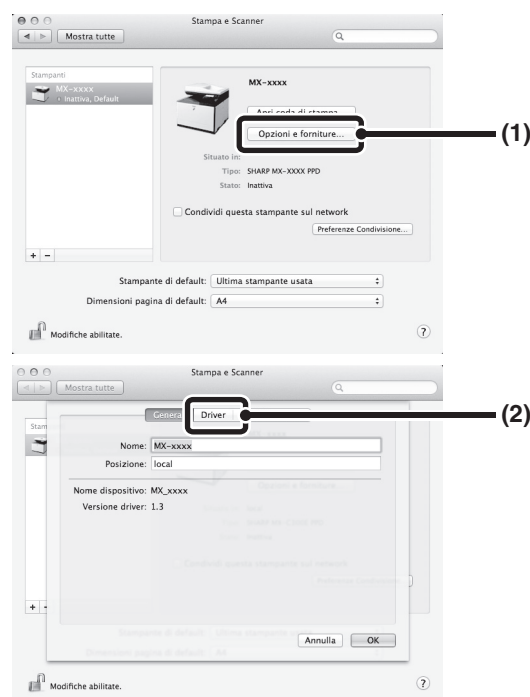 Stampa e Scanner
Mostra tutte
Stampanti
MX-xxxx
Inattiva, Default
MX-xxxx
Apri coda di stampa...
Opzioni e forniture...
(1)
Situato in:
Tipo: SHARP MX-XXXX PPD
Stato: Inattiva
Condividi questa stampante sul network
Preferenze Condivisione...
+ −
Stampante di default: Ultima stampante usata
Dimensioni pagina di default: A4
Modifiche abilitate.
?
Stampa e Scanner
Mostra tutte
Driver
(2)
Nome: MX-xxxx
Posizione: local
Nome dispositivo: MX_xxxx
Versione driver: 1.3
+
Annulla OK
Modifiche abilitate.
?